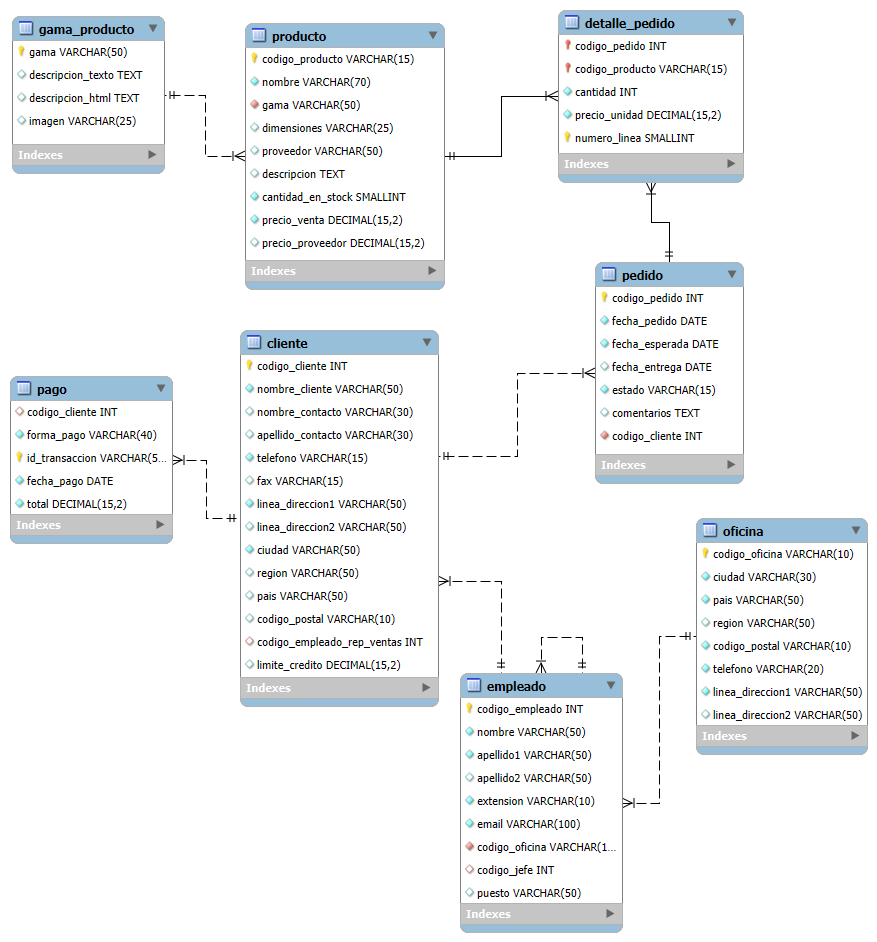 gama_producto
gama VARCHAR(50)
descripcion_texto TEXT
descripcion_html TEXT
imagen VARCHAR(25)
Indexes
producto
codigo_producto VARCHAR(15)
nombre VARCHAR(70)
gama VARCHAR(50)
dimensiones VARCHAR(25)
proveedor VARCHAR(50)
descripcion TEXT
cantidad_en_stock SMALLINT
precio_venta DECIMAL(15,2)
precio_proveedor DECIMAL(15,2)
Indexes
detalle_pedido
codigo_pedido INT
codigo_producto VARCHAR(15)
cantidad INT
precio_unidad DECIMAL(15,2)
numero_linea SMALLINT
Indexes
pedido
codigo_pedido INT
fecha_pedido DATE
fecha_esperada DATE
fecha_entrega DATE
estado VARCHAR(15)
comentarios TEXT
codigo_cliente INT
Indexes
cliente
codigo_cliente INT
nombre_cliente VARCHAR(50)
nombre_contacto VARCHAR(30)
apellido_contacto VARCHAR(30)
telefono VARCHAR(15)
fax VARCHAR(15)
linea_direccion1 VARCHAR(50)
linea_direccion2 VARCHAR(50)
ciudad VARCHAR(50)
region VARCHAR(50)
pais VARCHAR(50)
codigo_postal VARCHAR(10)
codigo_empleado_rep_ventas INT
limite_credito DECIMAL(15,2)
Indexes
pago
codigo_cliente INT
forma_pago VARCHAR(40)
id_transaccion VARCHAR(5...
fecha_pago DATE
total DECIMAL(15,2)
Indexes
oficina
codigo_oficina VARCHAR(10)
ciudad VARCHAR(30)
pais VARCHAR(50)
region VARCHAR(50)
codigo_postal VARCHAR(10)
telefono VARCHAR(20)
linea_direccion1 VARCHAR(50)
linea_direccion2 VARCHAR(50)
Indexes
empleado
codigo_empleado INT
nombre VARCHAR(50)
apellido1 VARCHAR(50)
apellido2 VARCHAR(50)
extension VARCHAR(10)
email VARCHAR(100)
codigo_oficina VARCHAR(1...
codigo_jefe INT
puesto VARCHAR(50)
Indexes